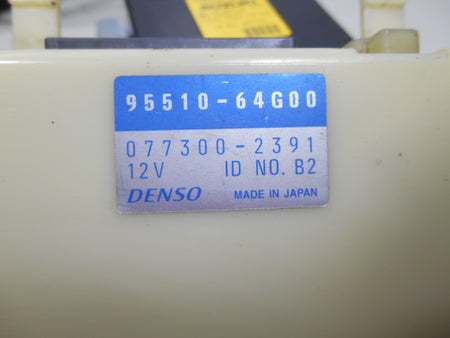 95510-64G00
077300-2391
12V ID NO. B2
DENSO MADE IN JAPAN